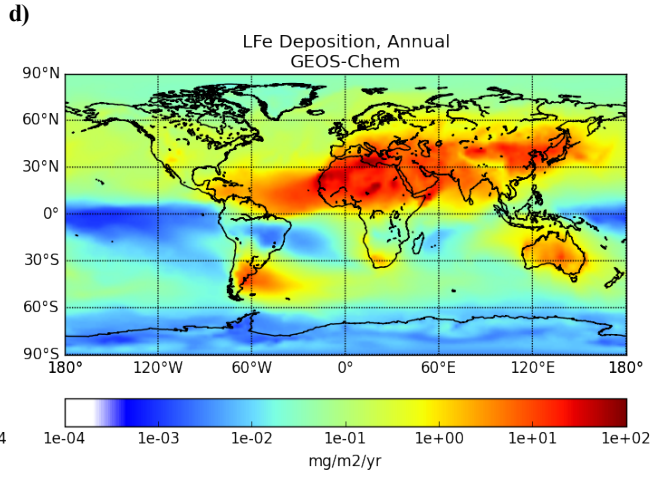 d)
LFe Deposition, Annual
GEOS-Chem
90°N
60°N
30°N
0°
30°S
60°S
90°S
180° 120°W 60°W 0° 60°E 120°E 180°
4 1e-04 1e-03 1e-02 1e-01 1e+00 1e+01 1e+02
mg/m2/yr